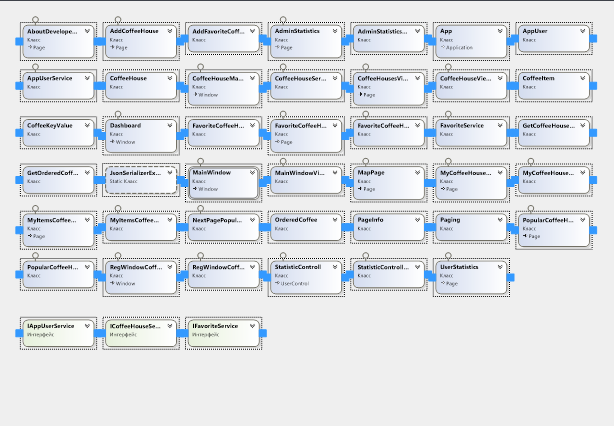 AboutDevelope...
Класс
Page
AddCoffeeHouse
Класс
Page
AddFavoriteCoff...
Класс
AdminStatistics
Класс
Page
AdminStatistics...
Класс
App
Класс
Application
AppUser
Класс
AppUserService
Класс
CoffeeHouse
Класс
CoffeeHouseMa...
Класс
Window
CoffeeHouseSer...
Класс
CoffeeHousesVi...
Класс
Page
CoffeeHouseVie...
Класс
CoffeeItem
Класс
CoffeeKeyValue
Класс
Dashboard
Класс
Window
FavoriteCoffeeH...
Класс
FavoriteCoffeeH...
Класс
Page
FavoriteCoffeeH...
Класс
FavoriteService
Класс
GetCoffeeHouse...
Класс
GetOrderedCoff...
Класс
JsonSerializerEx...
Static Класс
MainWindow
Класс
Window
MainWindowVi...
Класс
MapPage
Класс
Page
MyCoffeeHouse...
Класс
Page
MyCoffeeHouse...
Класс
MyItemsCoffee...
Класс
Page
MyItemsCoffee...
Класс
NextPagePopul...
Класс
OrderedCoffee
Класс
PageInfo
Класс
Paging
Класс
PopularCoffeeH...
Класс
Page
PopularCoffeeH...
Класс
RegWindowCoff...
Класс
Window
RegWindowCoff...
Класс
StatisticControll
Класс
UserControl
StatisticControll...
Класс
UserStatistics
Класс
Page
IAppUserService
Интерфейс
ICoffeeHouseSe...
Интерфейс
IFavoriteService
Интерфейс